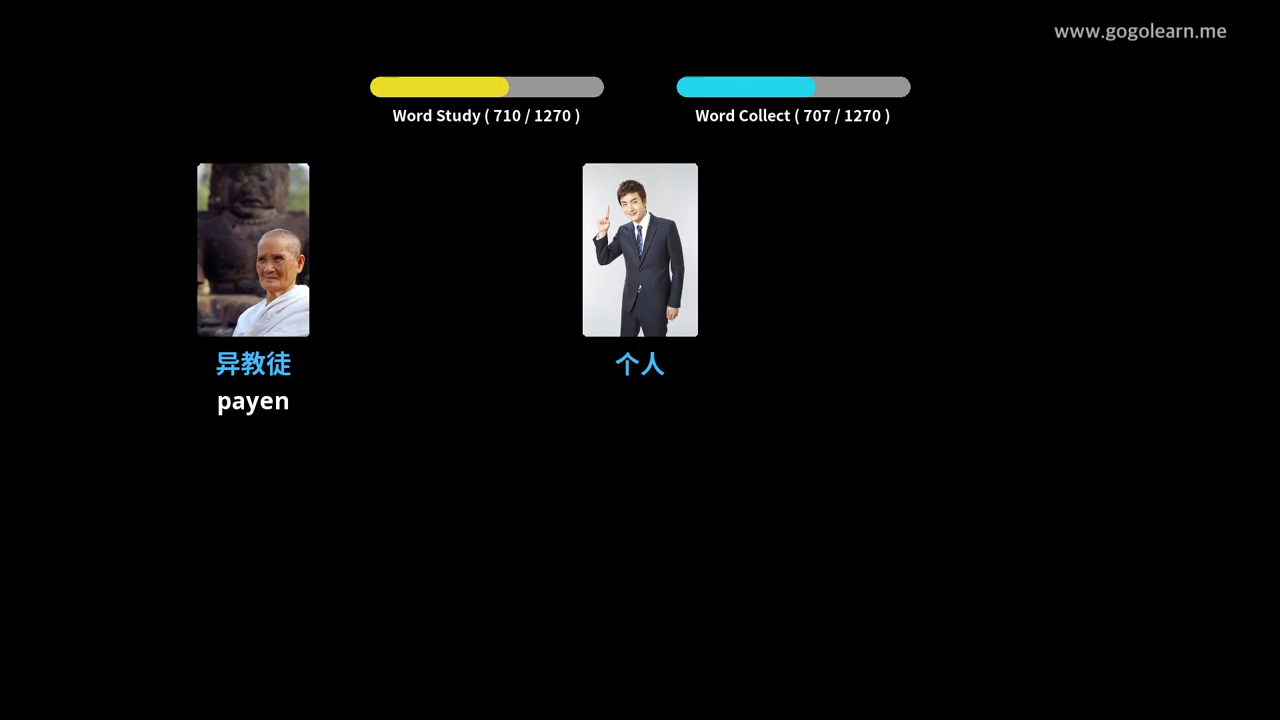 www.gogolearn.me
Word Study ( 710 / 1270 )
Word Collect ( 707 / 1270 )
异教徒
个人
payen